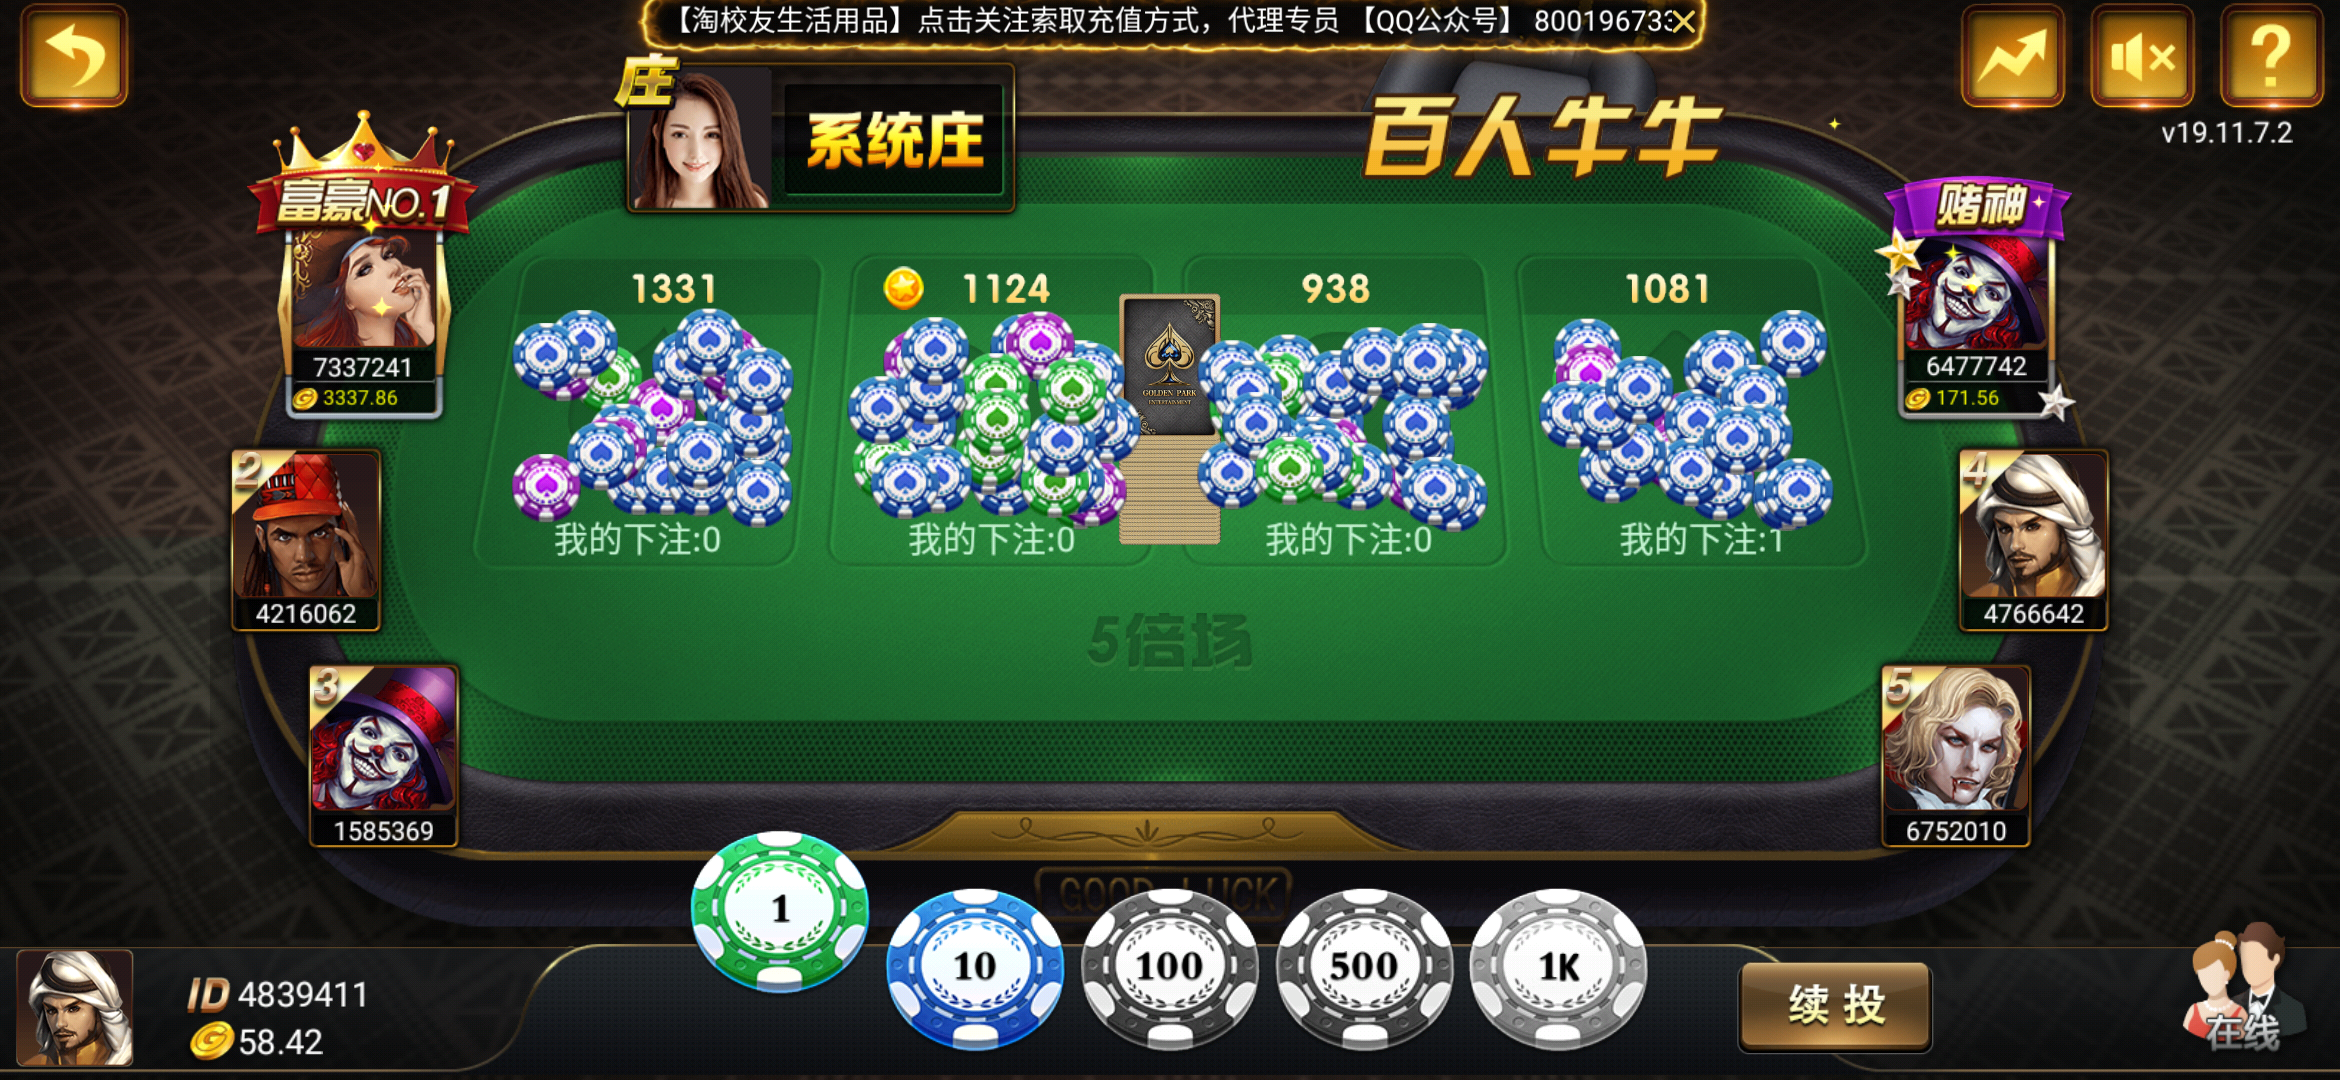 【淘校友生活用品】点击关注索取充值方式，代理专员 【QQ公众号】 80019673
v19.11.7.2
庄
系统庄
百人牛牛
富豪NO.1
7337241
3337.86
赌神
6477742
171.56
1331
1124
938
1081
GOLDEN PARK
ENTERTAINMENT
我的下注:0
我的下注:0
我的下注:0
我的下注:1
2
4216062
4
4766642
5倍场
3
1585369
5
6752010
GOOD LUCK
1
10
100
500
1K
续投
ID 4839411
58.42
在线